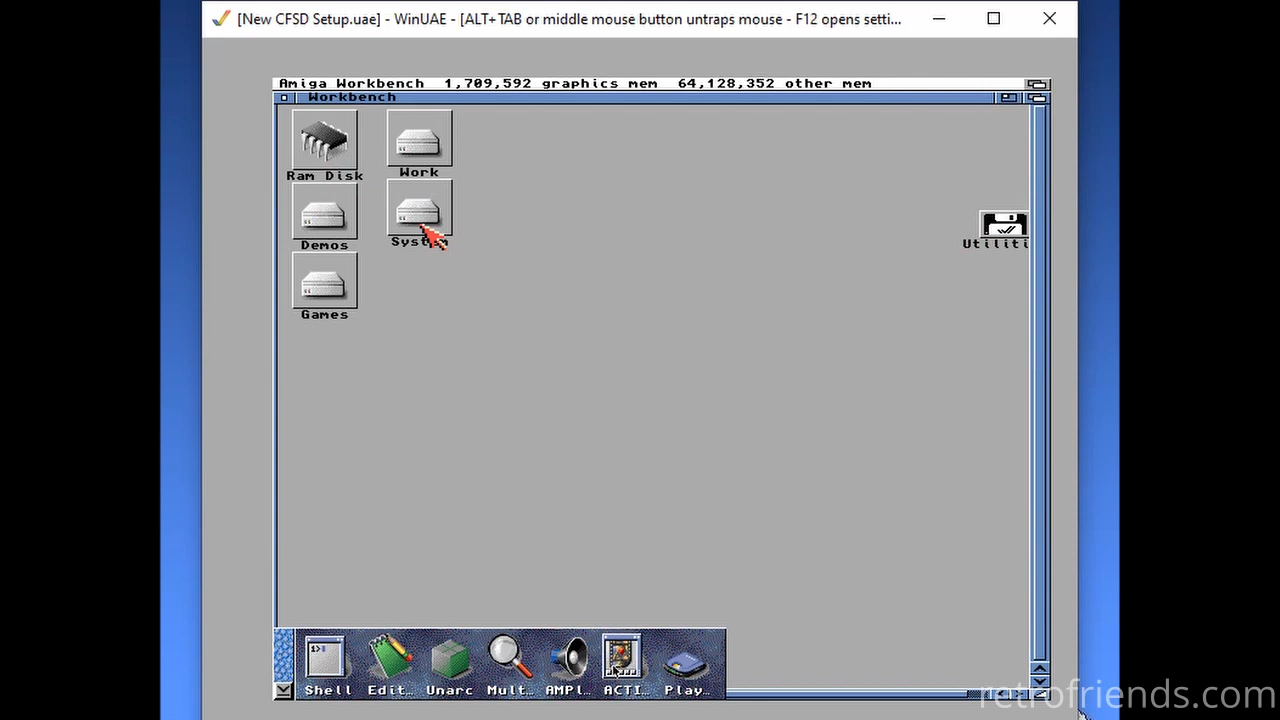 [New CFSD Setup.uae] - WinUAE - [ALT+TAB or middle mouse button untraps mouse - F12 opens setti...
Amiga Workbench 1,709,592 graphics mem 64,128,352 other mem
Workbench
Ram Disk
Work
Demos
System
Games
Utiliti
1>
Shell
Edit..
Unarc
Mult..
AMPl..
ACTI..
Play..
retrofriends.com